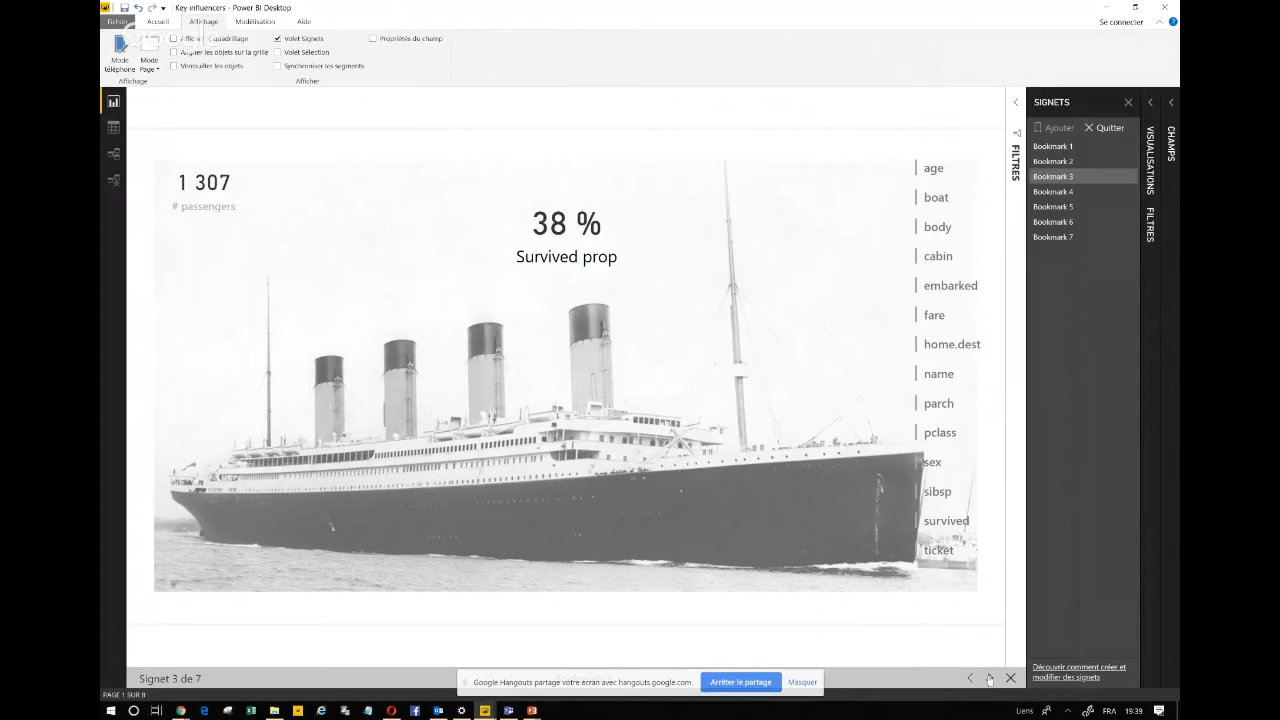 Key influencers - Power BI Desktop
Fichier Accueil Affichage Modélisation Aide
Se connecter
Mode téléphone
Mode Page
quadrillage
Aligner les objets sur la grille
Verrouiller les objets
Volet Signets
Volet Sélection
Synchroniser les segments
Propriétés du champ
Affichage
Afficher
1 307
# passengers
38 %
Survived prop
age
boat
body
cabin
embarked
fare
home.dest
name
parch
pclass
sex
sibsp
survived
ticket
FILTRES
SIGNETS
Ajouter Quitter
Bookmark 1
Bookmark 2
Bookmark 3
Bookmark 4
Bookmark 5
Bookmark 6
Bookmark 7
Découvrir comment créer et
modifier des signets
VISUALISATIONS
FILTRES
CHAMPS
Signet 3 de 7
Google Hangouts partage votre écran avec hangouts.google.com.
Arrêter le partage
Masquer
PAGE 1 SUR 8
Liens
FRA
19:39